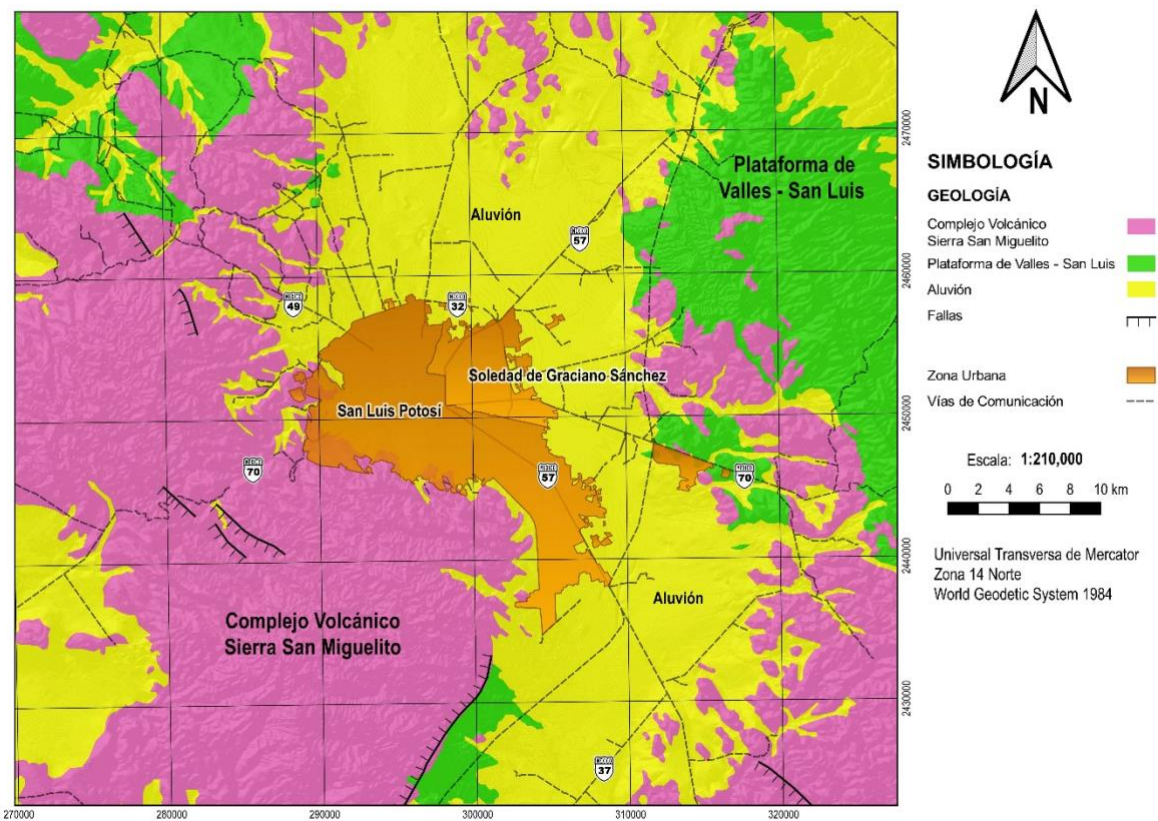 Plataforma de
Valles - San Luis
Aluvión
57
49
32
Soledad de Graciano Sánchez
San Luis Potosí
70
57
70
Aluvión
Complejo Volcánico
Sierra San Miguelito
37
270000
280000
290000
300000
310000
320000
2470000
2460000
2450000
2440000
2430000
N
SIMBOLOGÍA
GEOLOGÍA
Complejo Volcánico
Sierra San Miguelito
Plataforma de Valles - San Luis
Aluvión
Fallas
Zona Urbana
Vías de Comunicación
Escala: 1:210,000
0 2 4 6 8 10 km
Universal Transversa de Mercator
Zona 14 Norte
World Geodetic System 1984